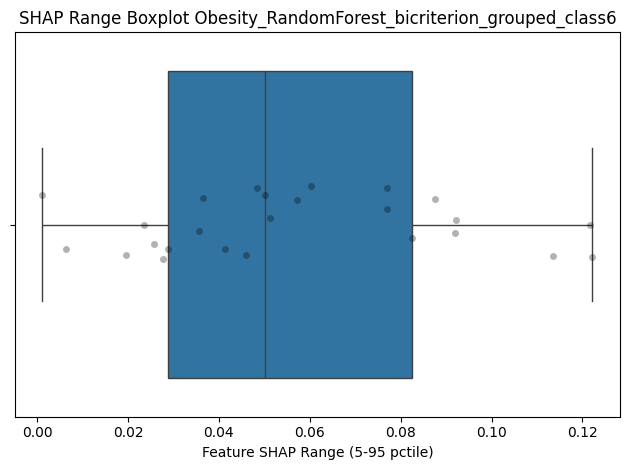 SHAP Range Boxplot Obesity_RandomForest_bicriterion_grouped_class6
0.00 0.02 0.04 0.06 0.08 0.10 0.12
Feature SHAP Range (5-95 pctile)